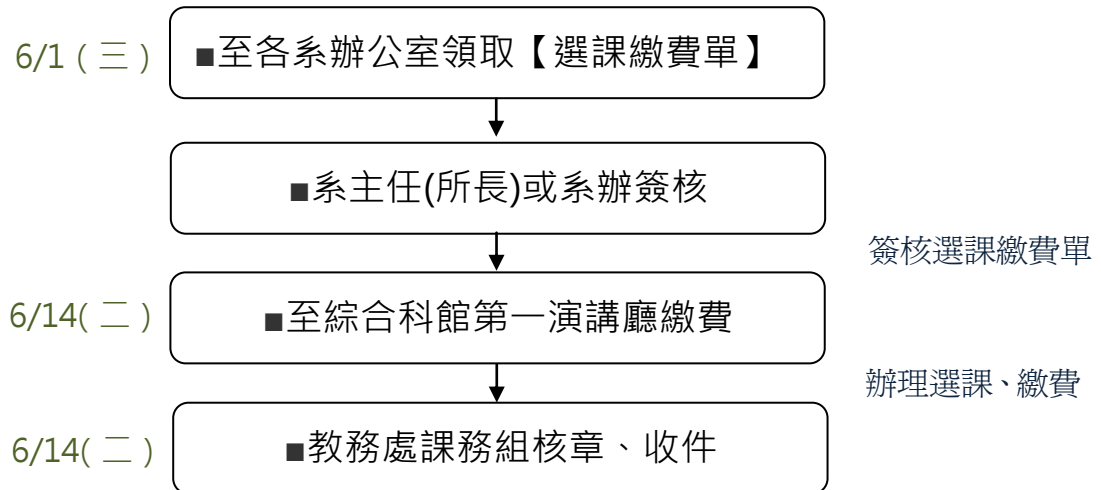 6/1 ( 三 ) ■至各系辦公室領取【選課繳費單】
■系主任(所長)或系辦簽核
簽核選課繳費單
6/14( 二 ) ■至綜合科館第一演講廳繳費
辦理選課、繳費
6/14( 二 ) ■教務處課務組核章、收件